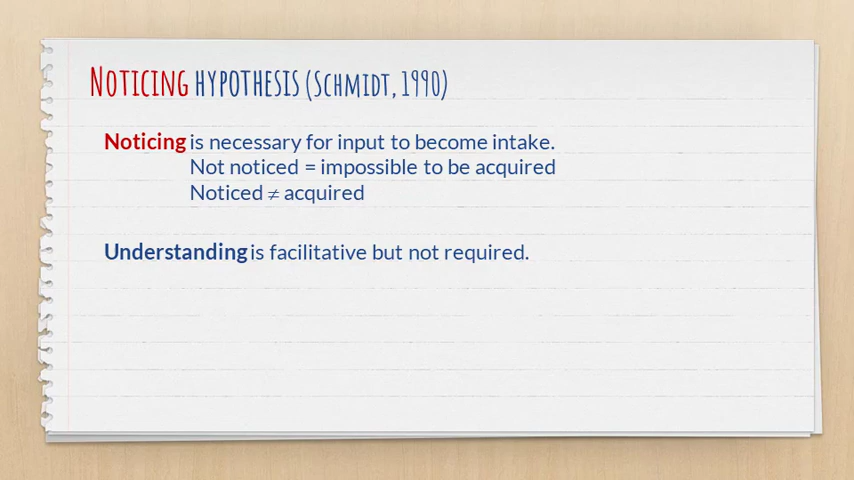 Noticing hypothesis (Schmidt, 1990)
Noticing is necessary for input to become intake.
Not noticed = impossible to be acquired
Noticed ≠ acquired
Understanding is facilitative but not required.